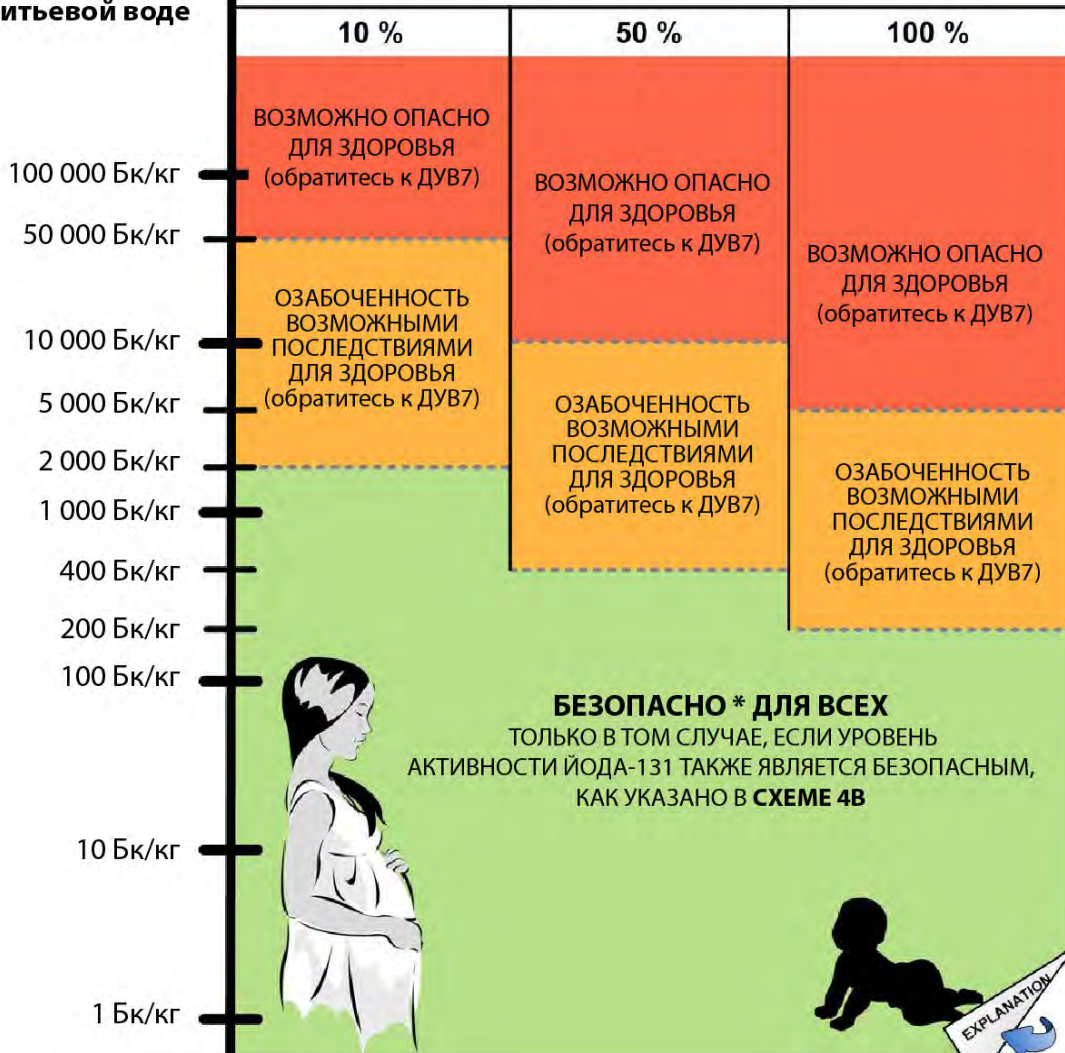 итьевой воде
10 %
50 %
100 %
ВОЗМОЖНО ОПАСНО
ДЛЯ ЗДОРОВЬЯ
(обратитесь к ДУВ7)
ВОЗМОЖНО ОПАСНО
ДЛЯ ЗДОРОВЬЯ
(обратитесь к ДУВ7)
ВОЗМОЖНО ОПАСНО
ДЛЯ ЗДОРОВЬЯ
(обратитесь к ДУВ7)
100 000 Бк/кг
50 000 Бк/кг
10 000 Бк/кг
5 000 Бк/кг
2 000 Бк/кг
1 000 Бк/кг
400 Бк/кг
200 Бк/кг
100 Бк/кг
10 Бк/кг
1 Бк/кг
ОЗАБОЧЕННОСТЬ
ВОЗМОЖНЫМИ
ПОСЛЕДСТВИЯМИ
ДЛЯ ЗДОРОВЬЯ
(обратитесь к ДУВ7)
ОЗАБОЧЕННОСТЬ
ВОЗМОЖНЫМИ
ПОСЛЕДСТВИЯМИ
ДЛЯ ЗДОРОВЬЯ
(обратитесь к ДУВ7)
ОЗАБОЧЕННОСТЬ
ВОЗМОЖНЫМИ
ПОСЛЕДСТВИЯМИ
ДЛЯ ЗДОРОВЬЯ
(обратитесь к ДУВ7)
БЕЗОПАСНО * ДЛЯ ВСЕХ
ТОЛЬКО В ТОМ СЛУЧАЕ, ЕСЛИ УРОВЕНЬ
АКТИВНОСТИ ЙОДА-131 ТАКЖЕ ЯВЛЯЕТСЯ БЕЗОПАСНЫМ,
КАК УКАЗАНО В СХЕМЕ 4В
EXPLANATION